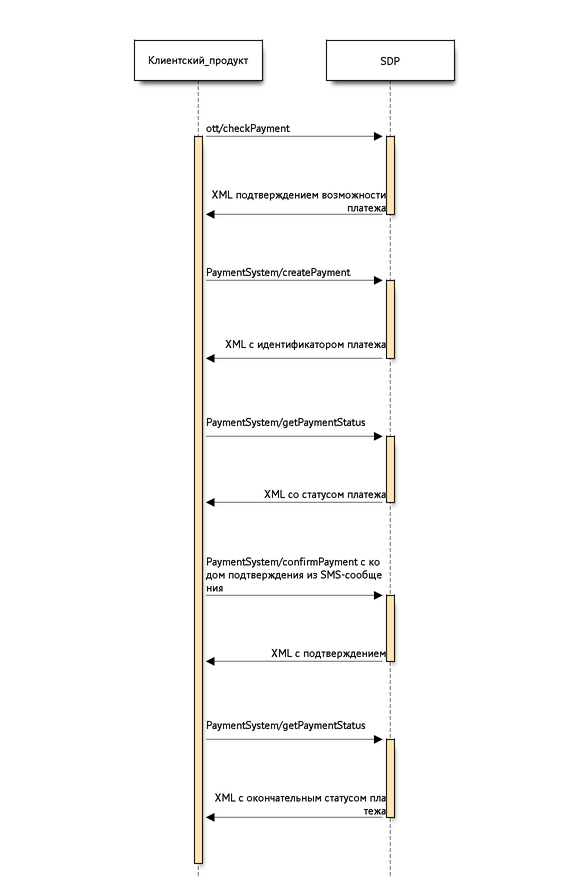 Клиентский_продукт
SDP
ott/checkPayment
XML подтверждением возможности
платежа
PaymentSystem/createPayment
XML с идентификатором платежа
PaymentSystem/getPaymentStatus
XML со статусом платежа
PaymentSystem/confirmPayment с ко
дом подтверждения из SMS-сообще
ния
XML с подтверждением
PaymentSystem/getPaymentStatus
XML с окончательным статусом пла
тежа